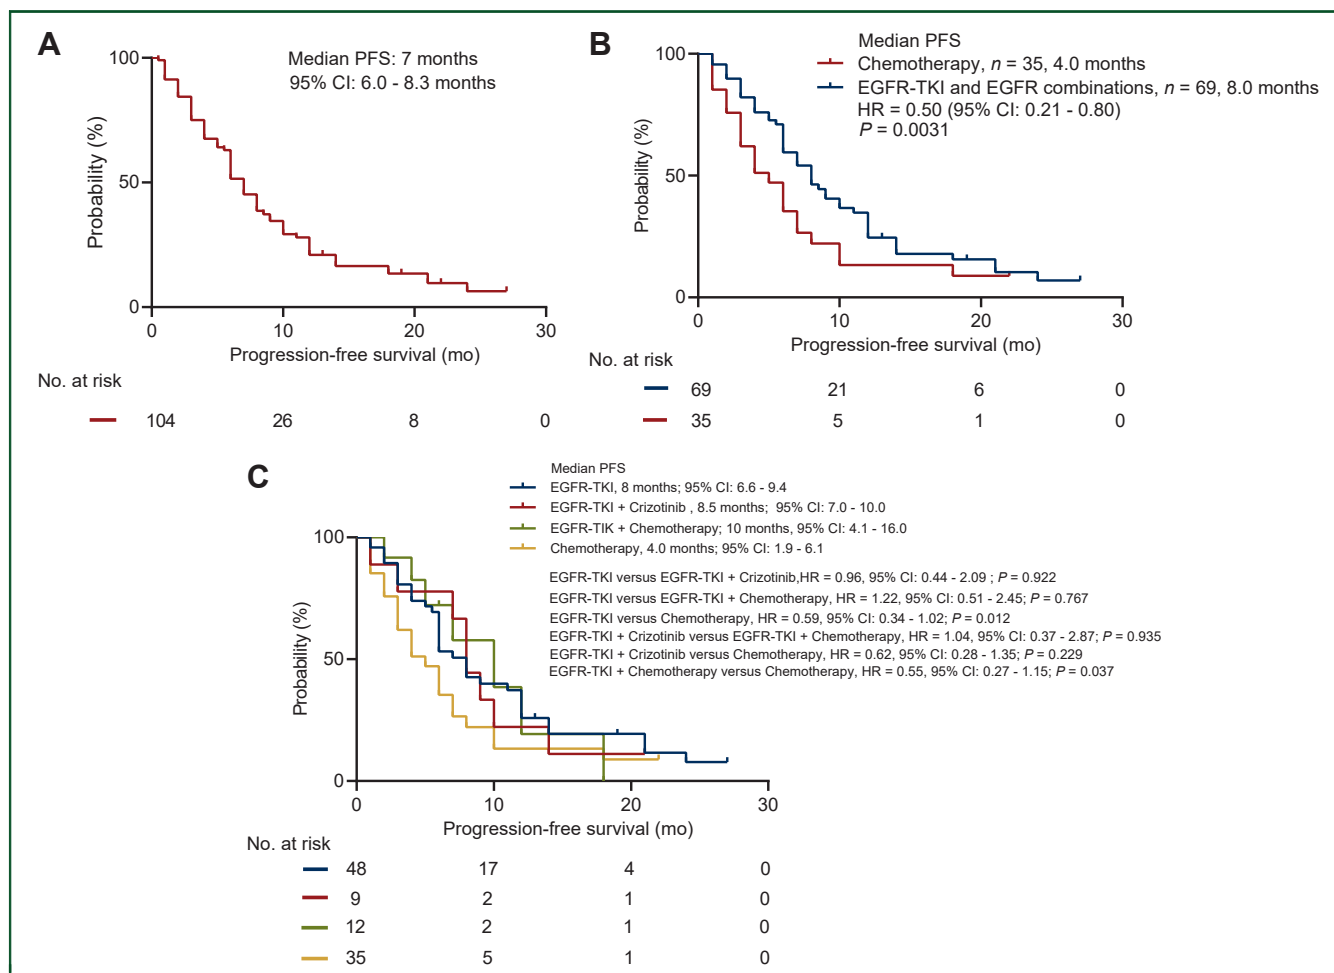 A
Median PFS: 7 months
95% CI: 6.0 - 8.3 months
100
50
0
Probability (%)
0 10 20 30
Progression-free survival (mo)
No. at risk
104 26 8 0
B
Median PFS
Chemotherapy, n = 35, 4.0 months
EGFR-TKI and EGFR combinations, n = 69, 8.0 months
HR = 0.50 (95% CI: 0.21 - 0.80)
P = 0.0031
100
50
0
Probability (%)
0 10 20 30
Progression-free survival (mo)
No. at risk
69 21 6 0
35 5 1 0
C
Median PFS
EGFR-TKI, 8 months; 95% CI: 6.6 - 9.4
EGFR-TKI + Crizotinib , 8.5 months; 95% CI: 7.0 - 10.0
EGFR-TIK + Chemotherapy; 10 months, 95% CI: 4.1 - 16.0
Chemotherapy, 4.0 months; 95% CI: 1.9 - 6.1
EGFR-TKI versus EGFR-TKI + Crizotinib,HR = 0.96, 95% CI: 0.44 - 2.09 ; P = 0.922
EGFR-TKI versus EGFR-TKI + Chemotherapy, HR = 1.22, 95% CI: 0.51 - 2.45; P = 0.767
EGFR-TKI versus Chemotherapy, HR = 0.59, 95% CI: 0.34 - 1.02; P = 0.012
EGFR-TKI + Crizotinib versus EGFR-TKI + Chemotherapy, HR = 1.04, 95% CI: 0.37 - 2.87; P = 0.935
EGFR-TKI + Crizotinib versus Chemotherapy, HR = 0.62, 95% CI: 0.28 - 1.35; P = 0.229
EGFR-TKI + Chemotherapy versus Chemotherapy, HR = 0.55, 95% CI: 0.27 - 1.15; P = 0.037
100
50
0
Probability (%)
0 10 20 30
Progression-free survival (mo)
No. at risk
48 17 4 0
9 2 1 0
12 2 1 0
35 5 1 0